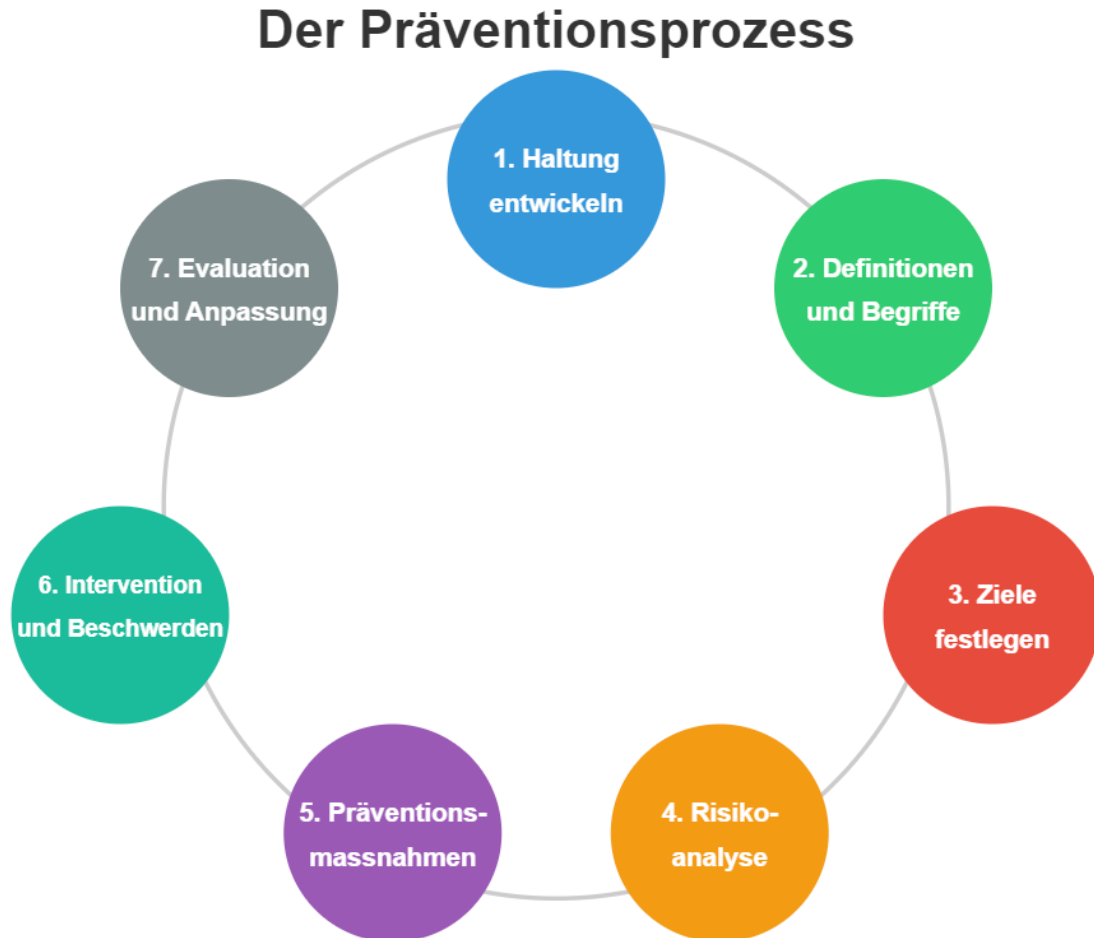 Der Präventionsprozess
1. Haltung
entwickeln
2. Definitionen
und Begriffe
3. Ziele
festlegen
4. Risiko-
analyse
5. Präventions-
massnahmen
6. Intervention
und Beschwerden
7. Evaluation
und Anpassung